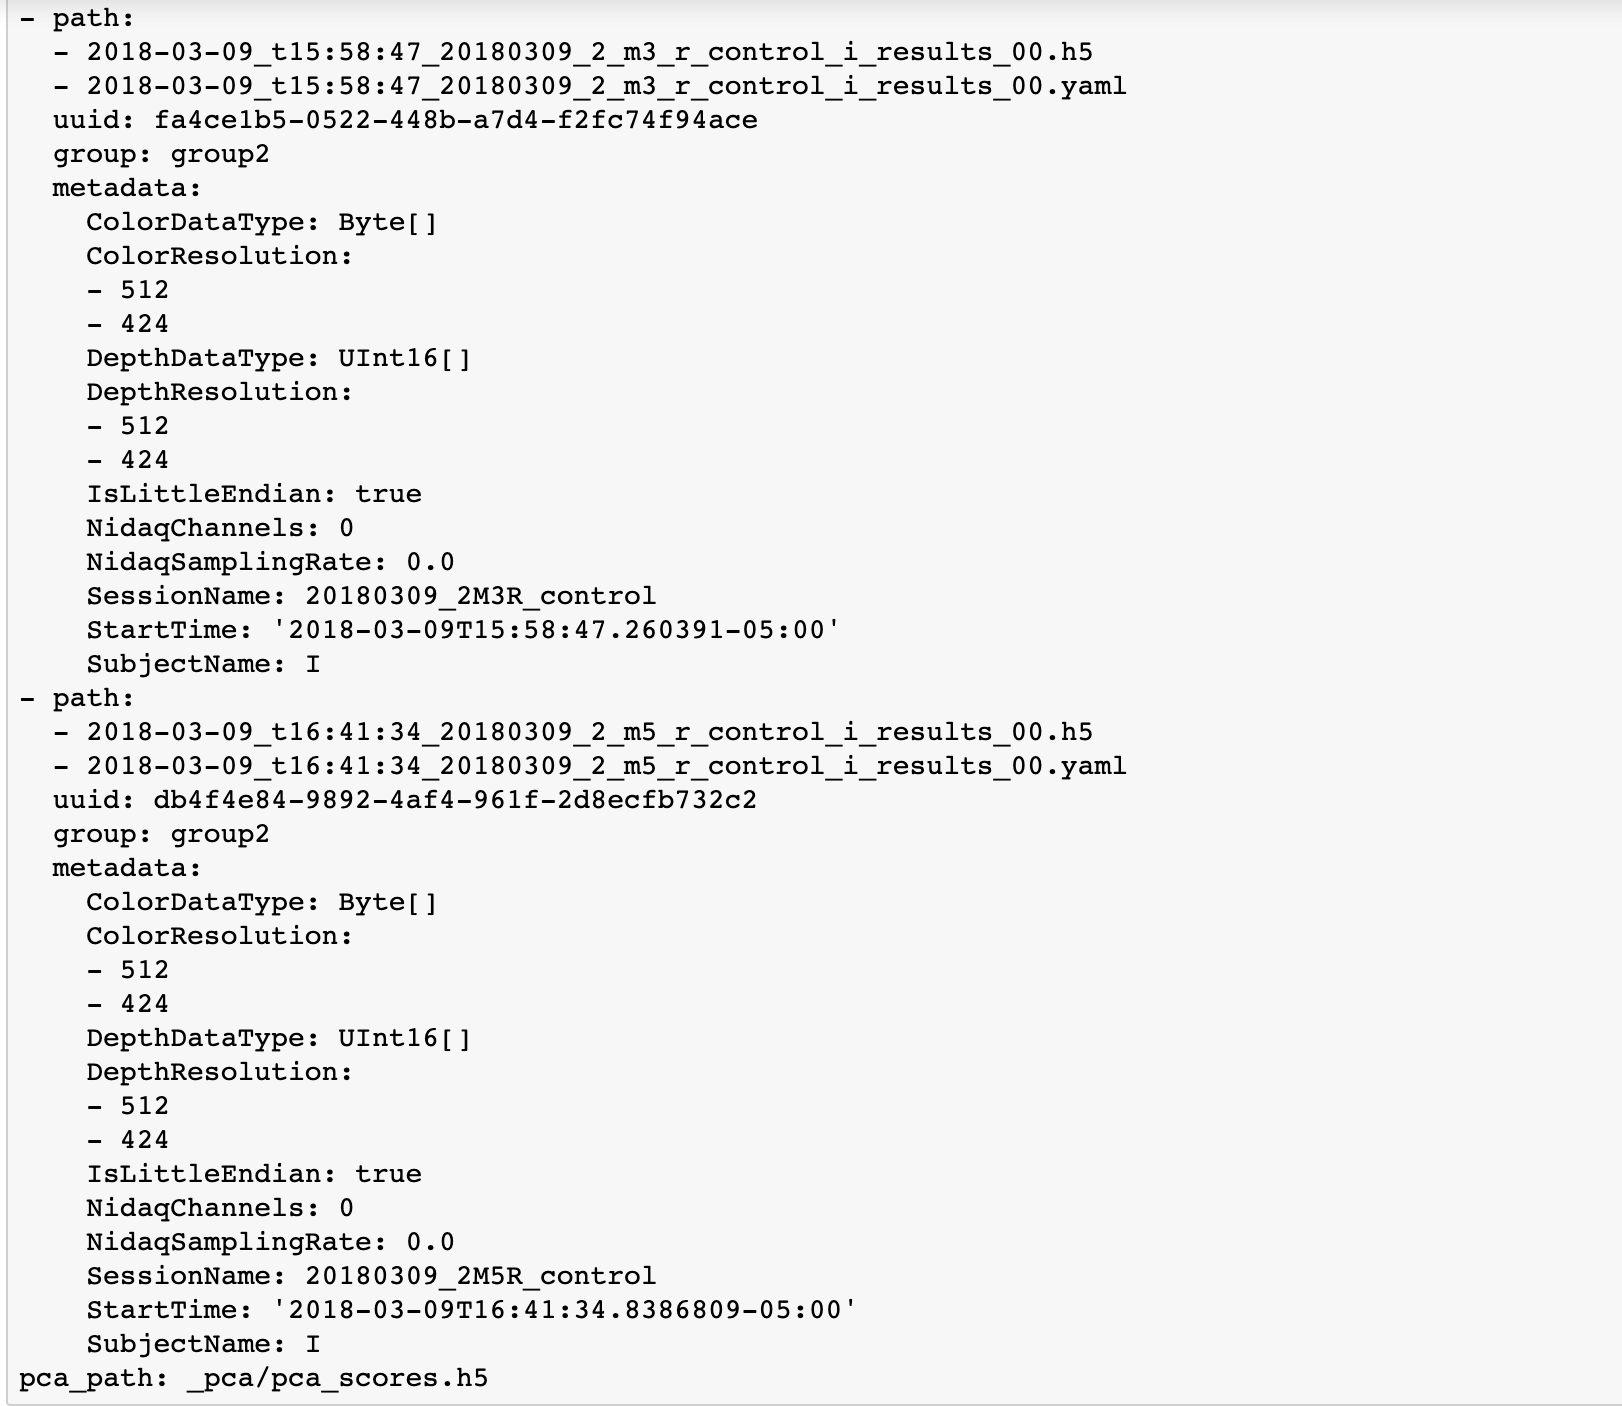 - path:
  - 2018-03-09_t15:58:47_20180309_2_m3_r_control_i_results_00.h5
  - 2018-03-09_t15:58:47_20180309_2_m3_r_control_i_results_00.yaml
  uuid: fa4ce1b5-0522-448b-a7d4-f2fc74f94ace
  group: group2
  metadata:
    ColorDataType: Byte[]
    ColorResolution:
    - 512
    - 424
    DepthDataType: UInt16[]
    DepthResolution:
    - 512
    - 424
    IsLittleEndian: true
    NidaqChannels: 0
    NidaqSamplingRate: 0.0
    SessionName: 20180309_2M3R_control
    StartTime: '2018-03-09T15:58:47.260391-05:00'
    SubjectName: I
- path:
  - 2018-03-09_t16:41:34_20180309_2_m5_r_control_i_results_00.h5
  - 2018-03-09_t16:41:34_20180309_2_m5_r_control_i_results_00.yaml
  uuid: db4f4e84-9892-4af4-961f-2d8ecfb732c2
  group: group2
  metadata:
    ColorDataType: Byte[]
    ColorResolution:
    - 512
    - 424
    DepthDataType: UInt16[]
    DepthResolution:
    - 512
    - 424
    IsLittleEndian: true
    NidaqChannels: 0
    NidaqSamplingRate: 0.0
    SessionName: 20180309_2M5R_control
    StartTime: '2018-03-09T16:41:34.8386809-05:00'
    SubjectName: I
pca_path: _pca/pca_scores.h5